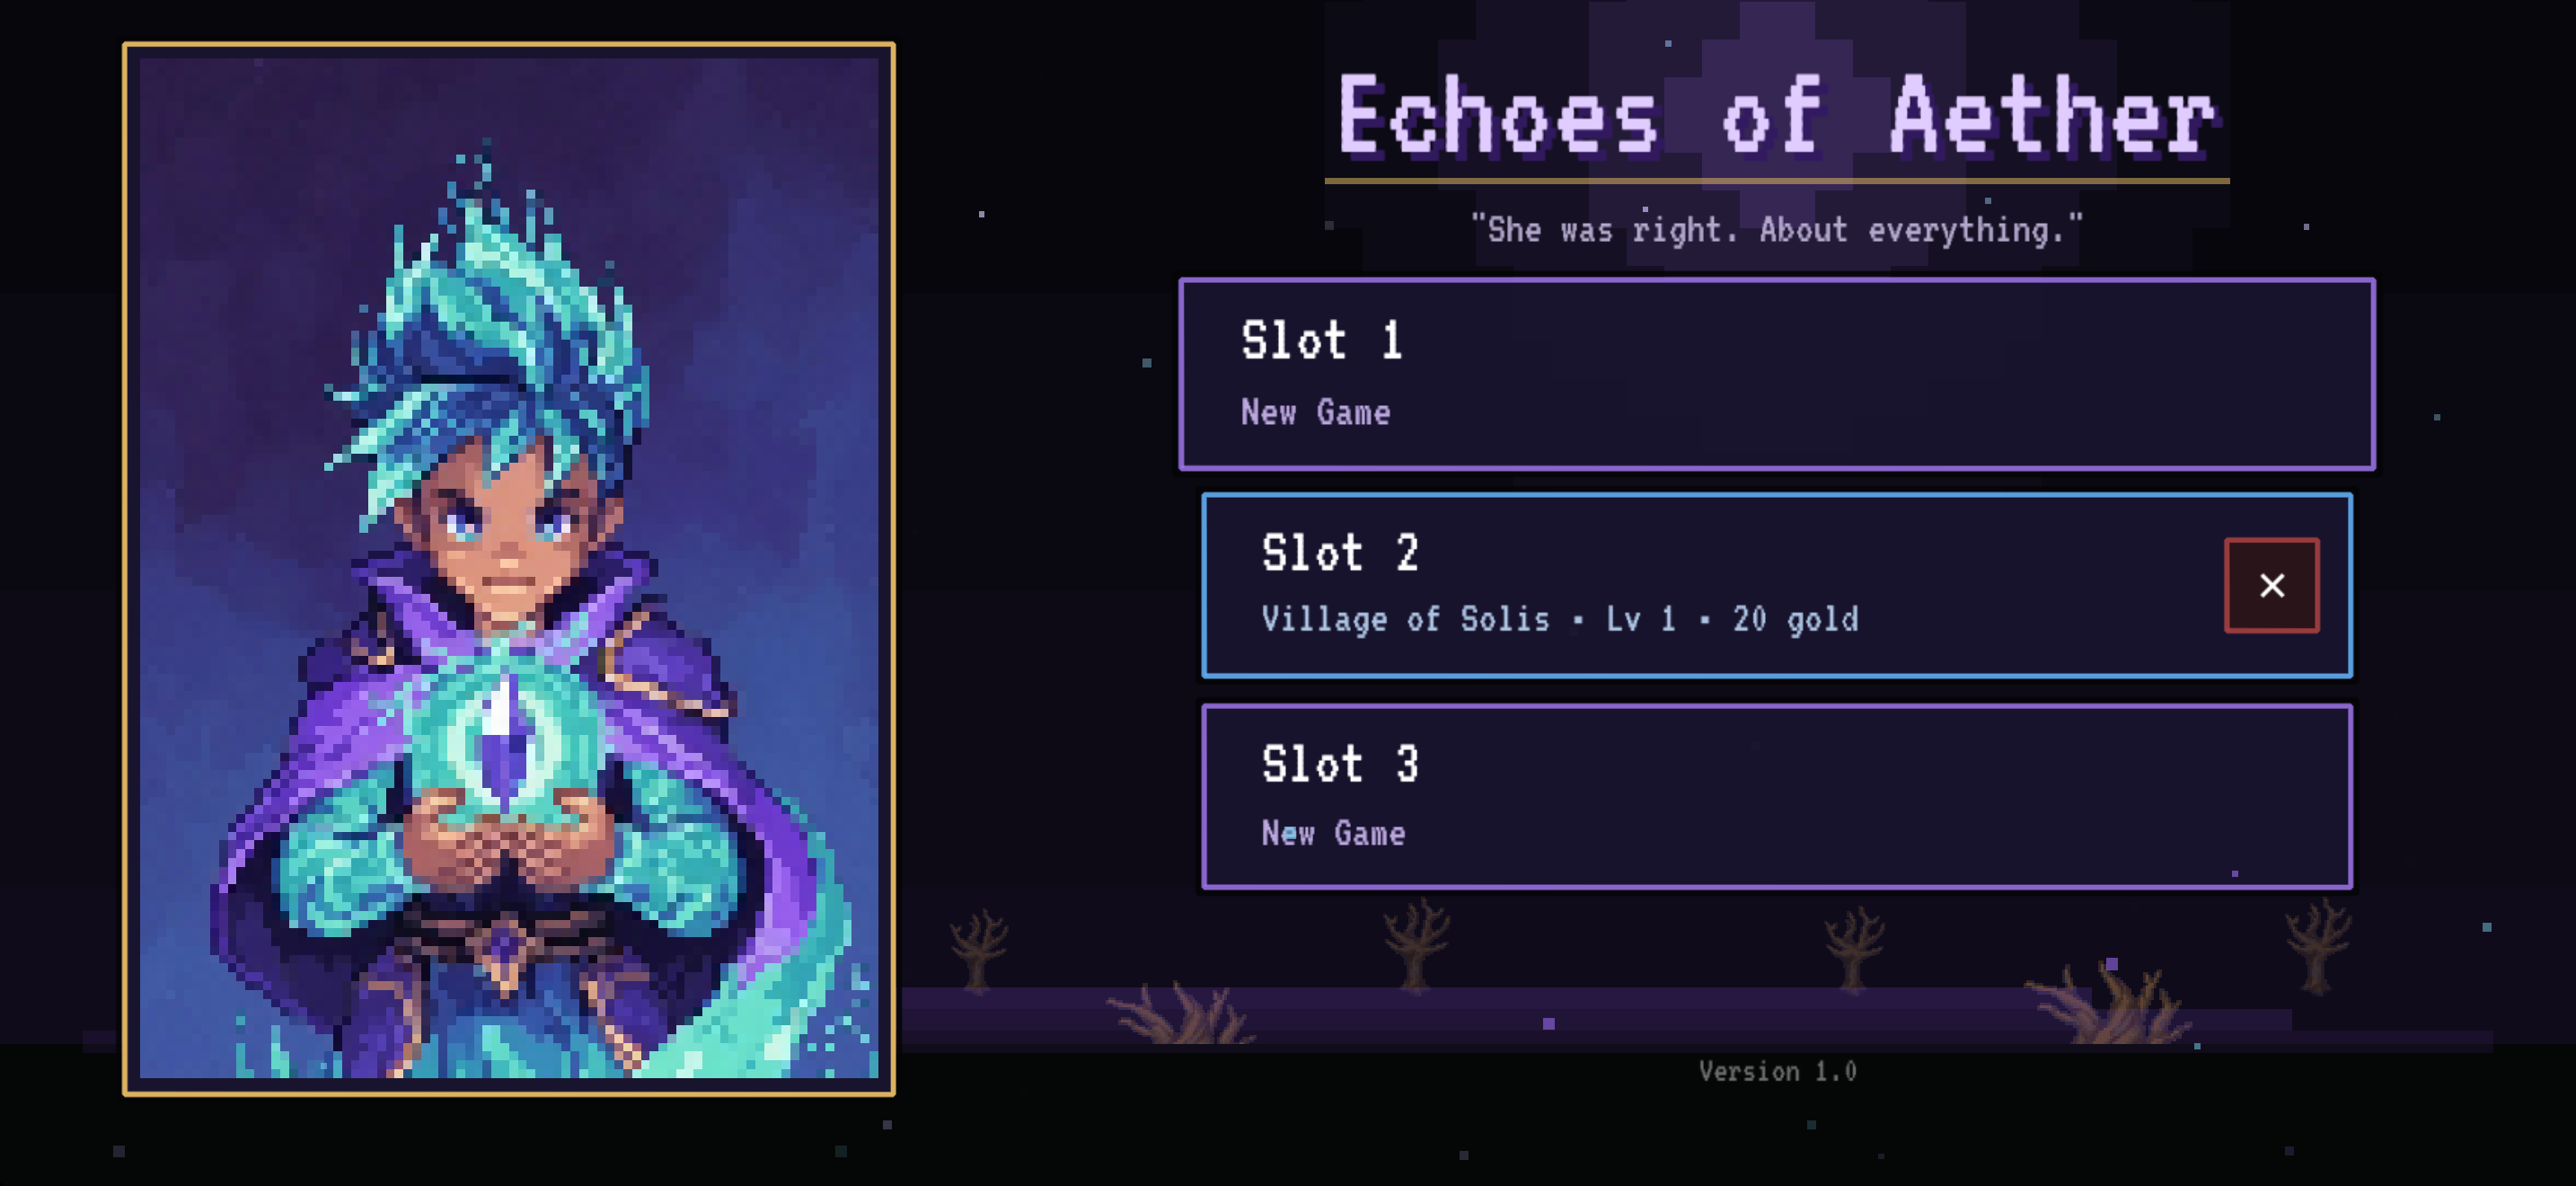 Echoes of Aether
"She was right. About everything."
Slot 1
New Game
Slot 2
Village of Solis · Lv 1 · 20 gold
×
Slot 3
New Game
Version 1.0